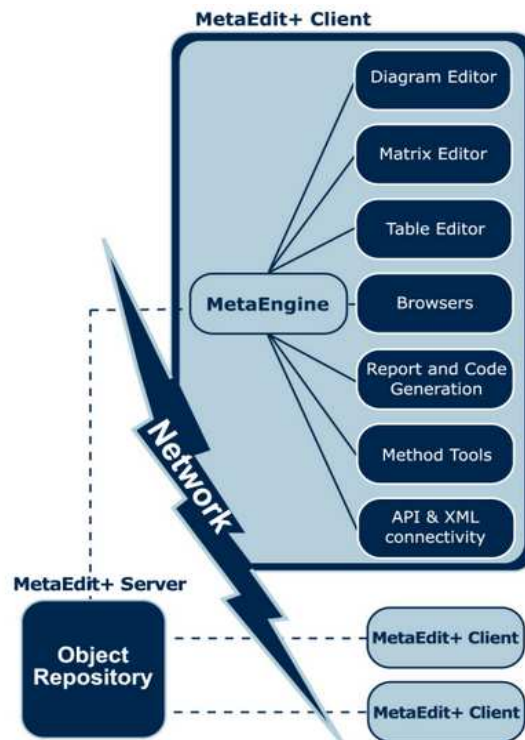 MetaEdit+ Client
Diagram Editor
Matrix Editor
Table Editor
MetaEngine
Browsers
Report and Code
Generation
Method Tools
API & XML
connectivity
Network
MetaEdit+ Server
Object
Repository
MetaEdit+ Client
MetaEdit+ Client